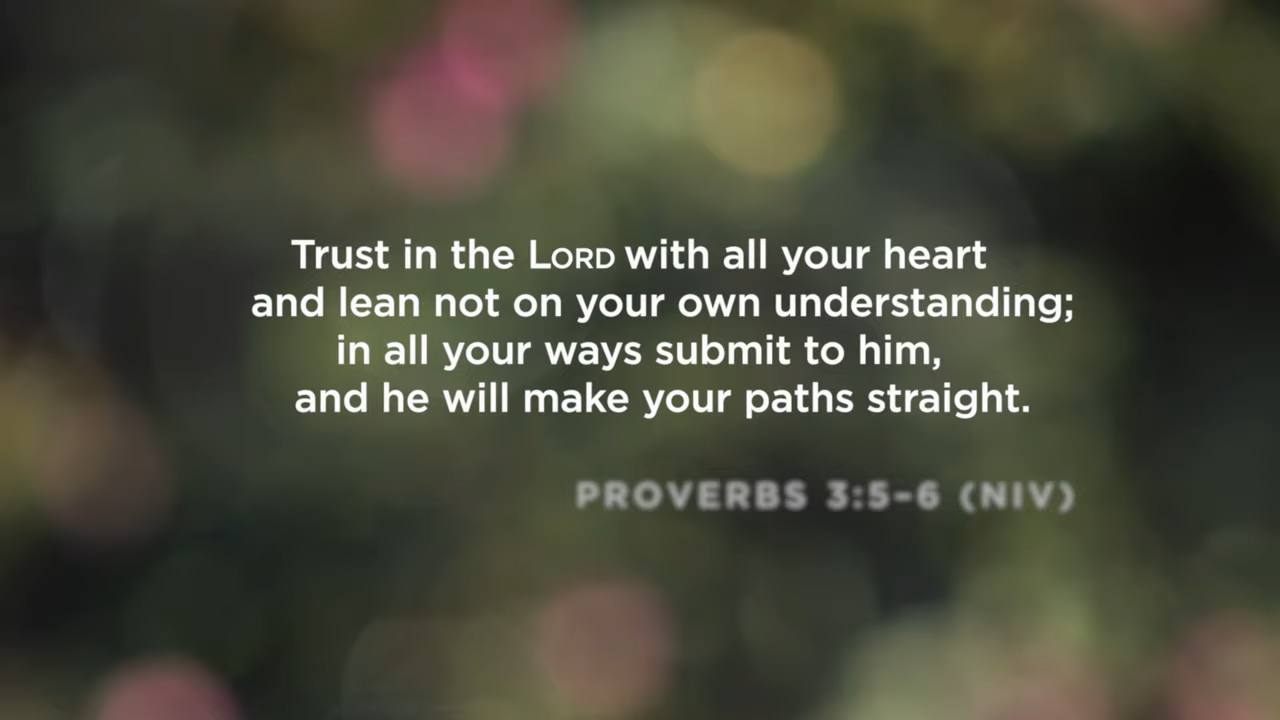 Trust in the LORD with all your heart
and lean not on your own understanding;
in all your ways submit to him,
and he will make your paths straight.
PROVERBS 3:5–6 (NIV)